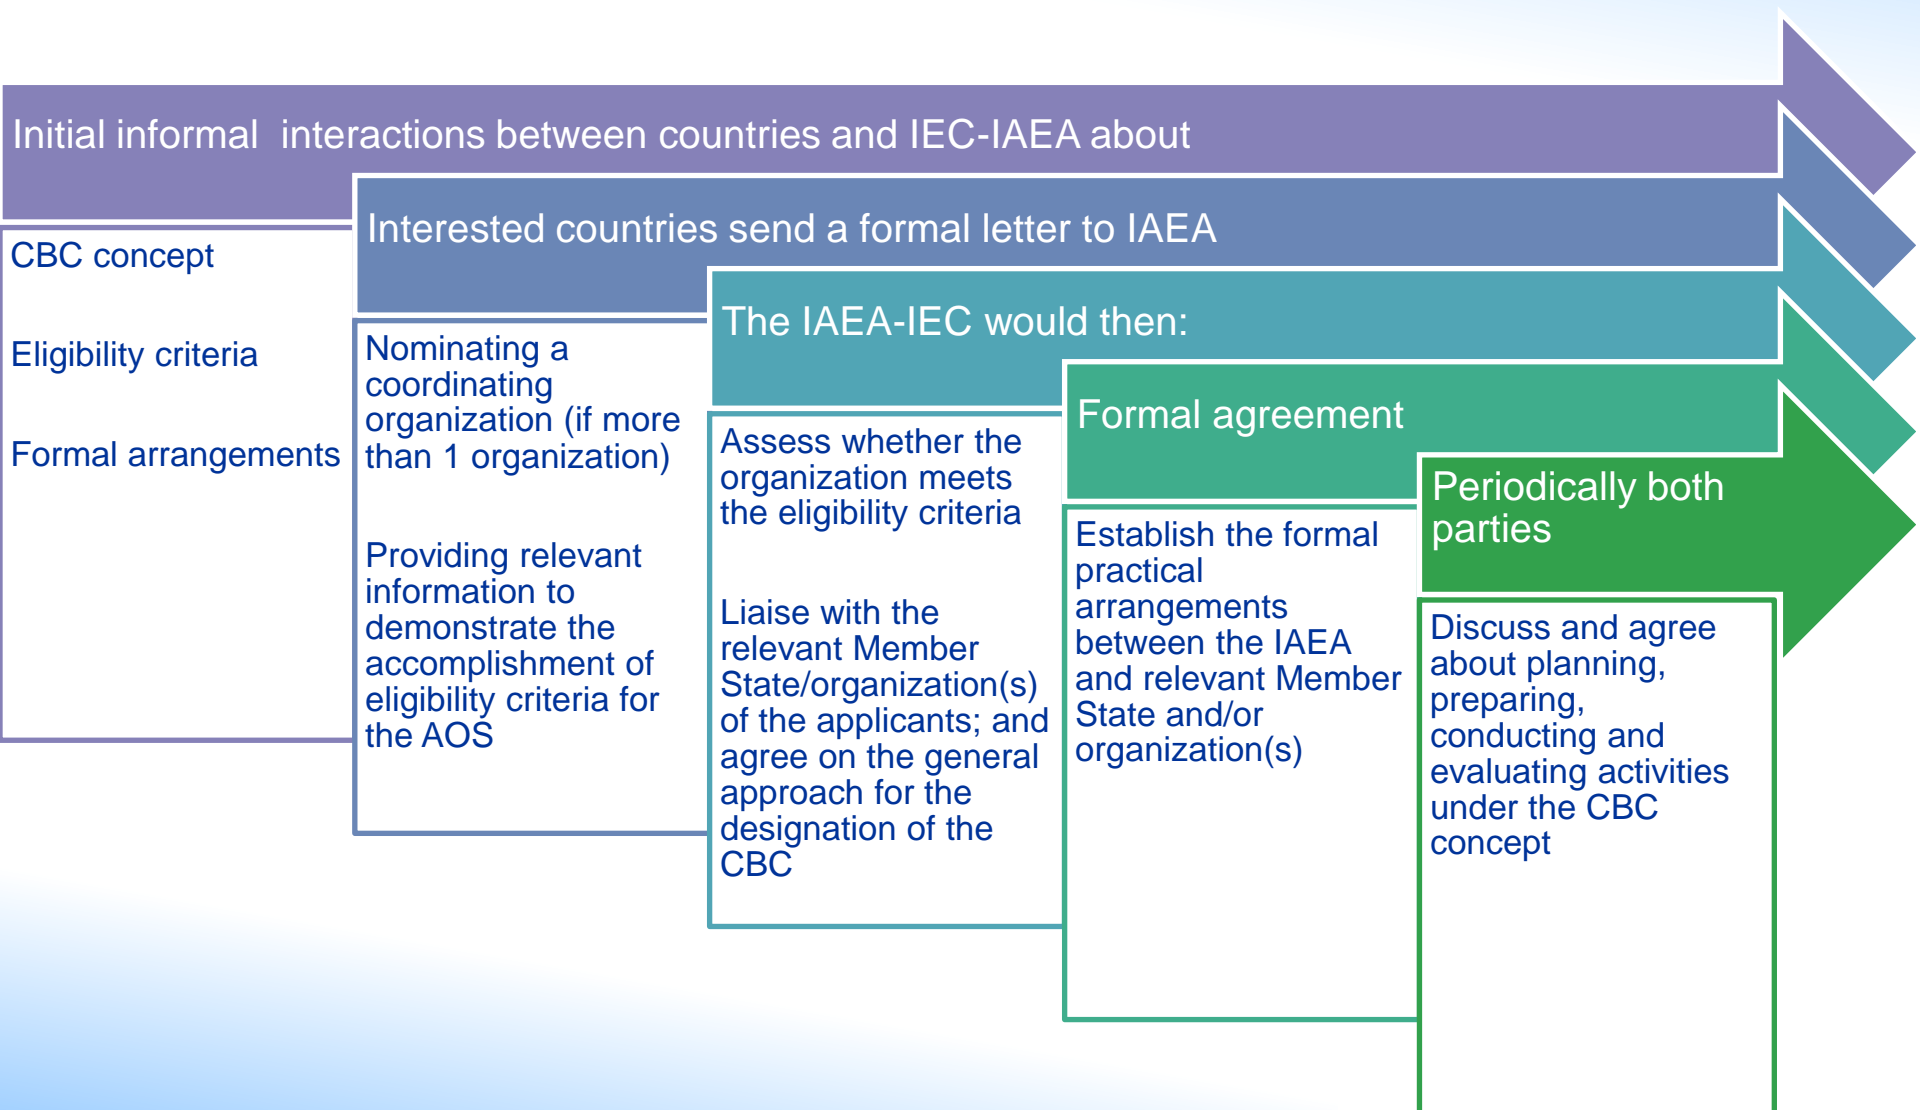 Initial informal  interactions between countries and IEC-IAEA about
CBC concept
Eligibility criteria
Formal arrangements
Interested countries send a formal letter to IAEA
Nominating a
coordinating
organization (if more
than 1 organization)
Providing relevant
information to
demonstrate the
accomplishment of
eligibility criteria for
the AOS
The IAEA-IEC would then:
Assess whether the
organization meets
the eligibility criteria
Liaise with the
relevant Member
State/organization(s)
of the applicants; and
agree on the general
approach for the
designation of the
CBC
Formal agreement
Establish the formal
practical
arrangements
between the IAEA
and relevant Member
State and/or
organization(s)
Periodically both
parties
Discuss and agree
about planning,
preparing,
conducting and
evaluating activities
under the CBC
concept